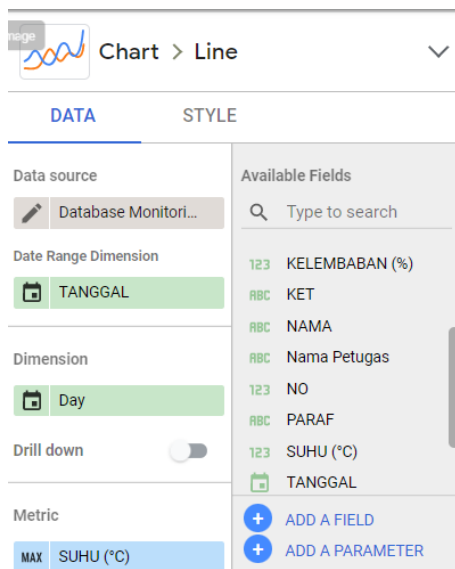 mage
Chart > Line
DATA STYLE
Data source
Database Monitori...
Date Range Dimension
TANGGAL
Dimension
Day
Drill down
Metric
MAX SUHU (°C)
Available Fields
Type to search
123 KELEMBABAN (%)
ABC KET
ABC NAMA
ABC Nama Petugas
123 NO
ABC PARAF
123 SUHU (°C)
TANGGAL
ADD A FIELD
ADD A PARAMETER